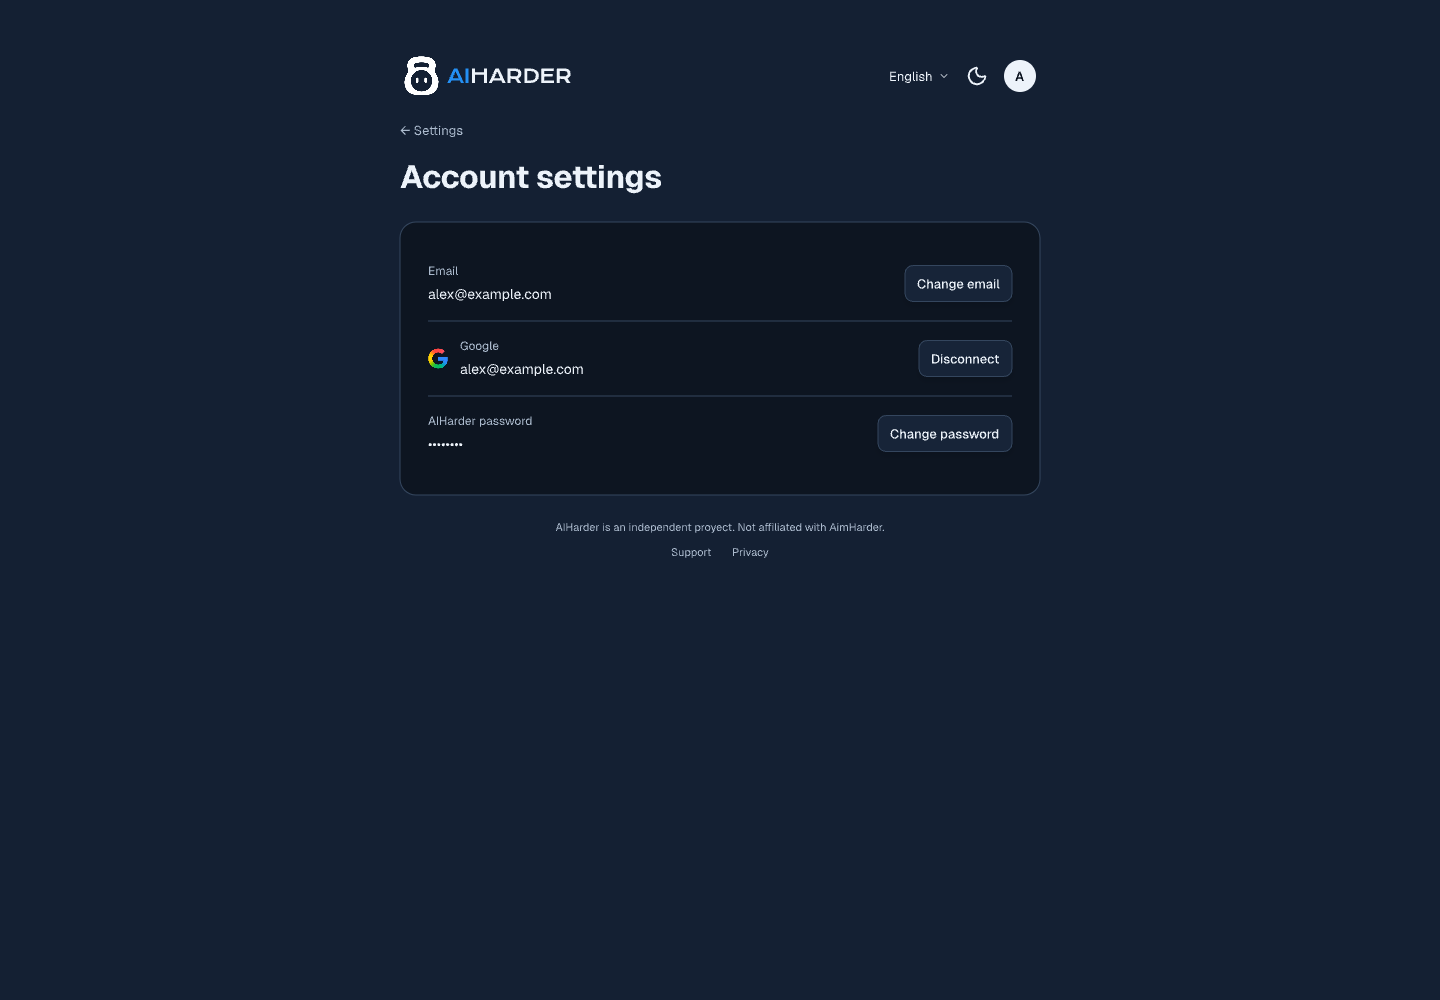 AIHARDER
English
A
← Settings
Account settings
Email
alex@example.com
Change email
Google
alex@example.com
Disconnect
AIHarder password
••••••••
Change password
AIHarder is an independent proyect. Not affiliated with AimHarder.
Support Privacy